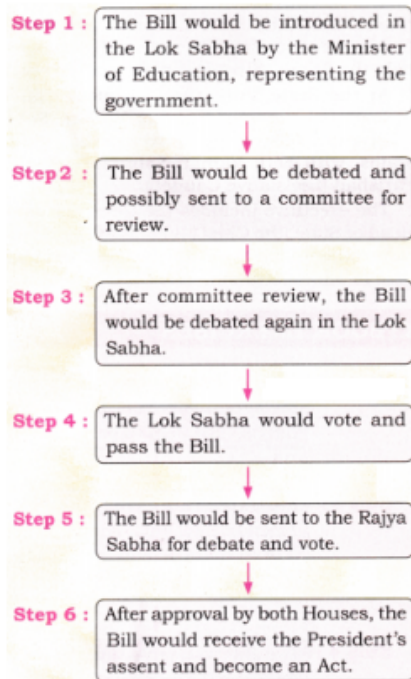 Step 1 : The Bill would be introduced in
the Lok Sabha by the Minister
of Education, representing the
government.
Step2 : The Bill would be debated and
possibly sent to a committee for
review.
Step 3 : After committee review, the Bill
would be debated again in the Lok
Sabha.
Step 4 : The Lok Sabha would vote and
pass the Bill.
Step 5 : The Bill would be sent to the Rajya
Sabha for debate and vote.
Step 6 : After approval by both Houses, the
Bill would receive the President's
assent and become an Act.